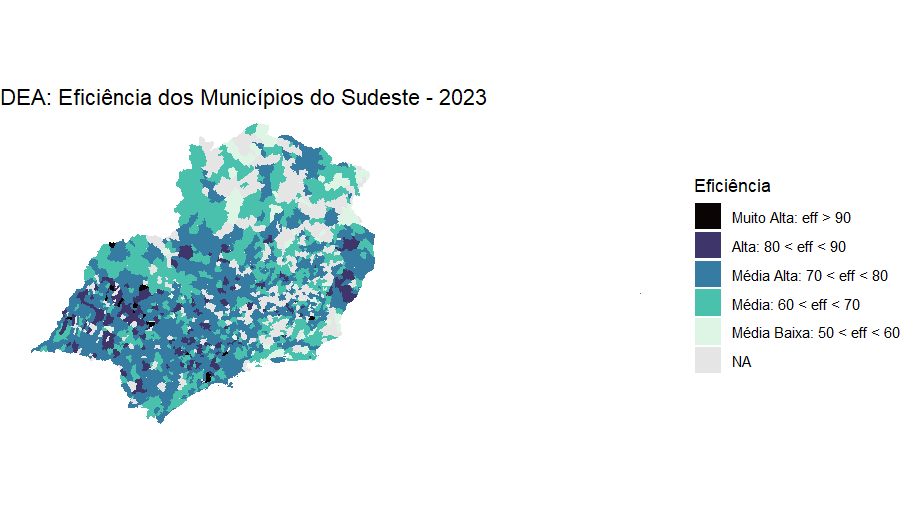 DEA: Eficiência dos Municípios do Sudeste - 2023
Eficiência
Muito Alta: eff > 90
Alta: 80 < eff < 90
Média Alta: 70 < eff < 80
Média: 60 < eff < 70
Média Baixa: 50 < eff < 60
NA